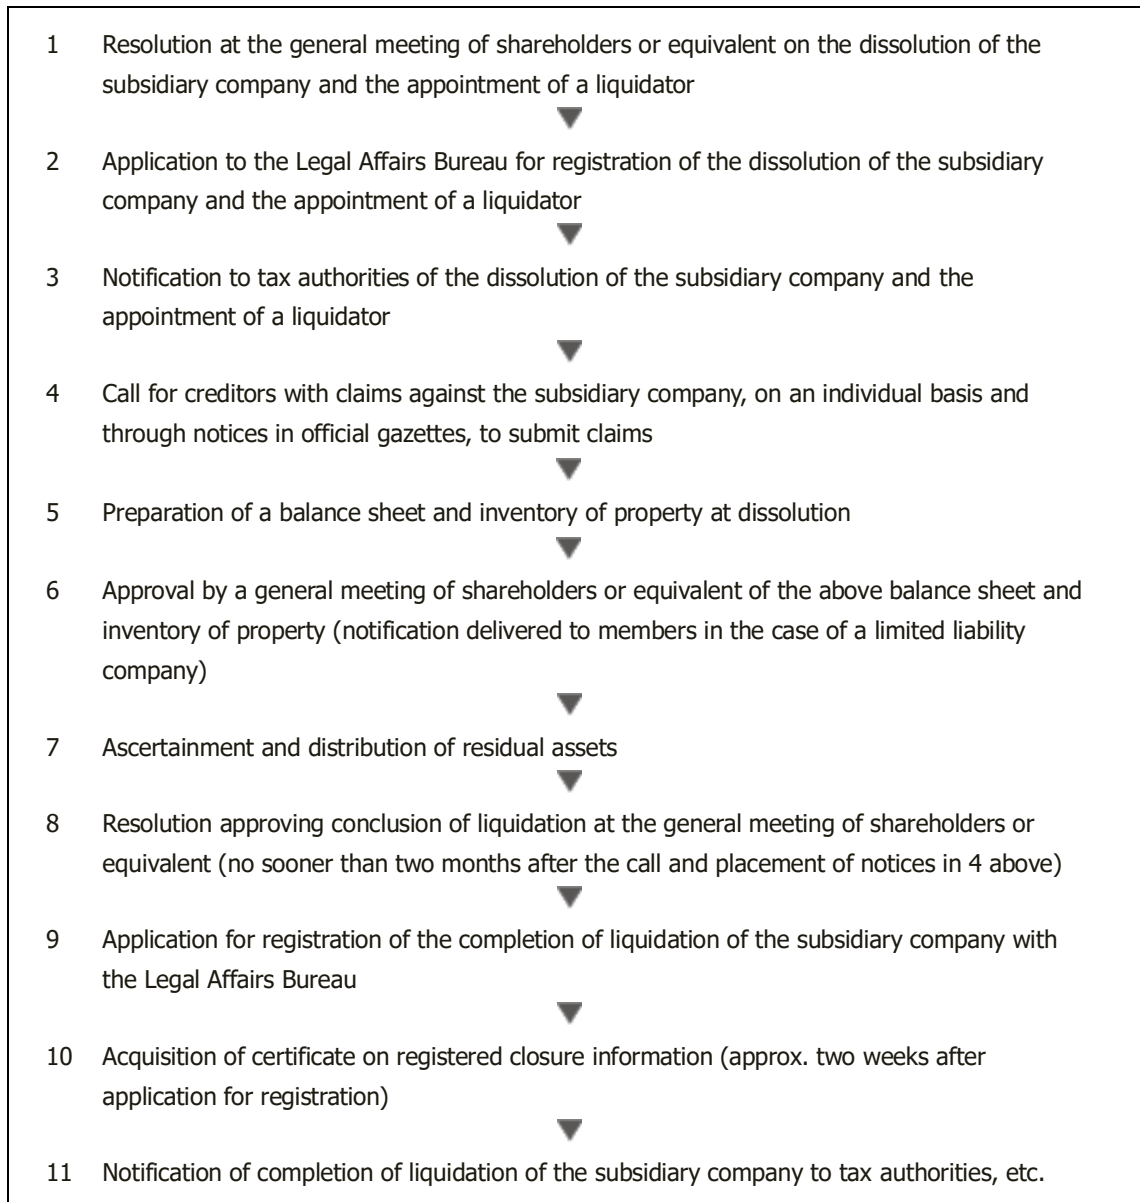 1 Resolution at the general meeting of shareholders or equivalent on the dissolution of the
subsidiary company and the appointment of a liquidator
2 Application to the Legal Affairs Bureau for registration of the dissolution of the subsidiary
company and the appointment of a liquidator
3 Notification to tax authorities of the dissolution of the subsidiary company and the
appointment of a liquidator
4 Call for creditors with claims against the subsidiary company, on an individual basis and
through notices in official gazettes, to submit claims
5 Preparation of a balance sheet and inventory of property at dissolution
6 Approval by a general meeting of shareholders or equivalent of the above balance sheet and
inventory of property (notification delivered to members in the case of a limited liability
company)
7 Ascertainment and distribution of residual assets
8 Resolution approving conclusion of liquidation at the general meeting of shareholders or
equivalent (no sooner than two months after the call and placement of notices in 4 above)
9 Application for registration of the completion of liquidation of the subsidiary company with
the Legal Affairs Bureau
10 Acquisition of certificate on registered closure information (approx. two weeks after
application for registration)
11 Notification of completion of liquidation of the subsidiary company to tax authorities, etc.